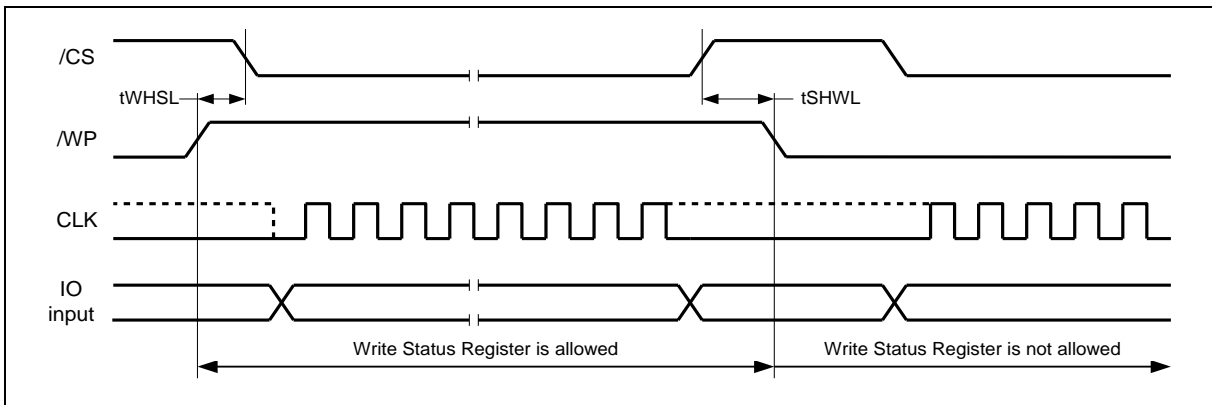 /CS
tWHSL
tSHWL
/WP
CLK
IO
input
Write Status Register is allowed
Write Status Register is not allowed